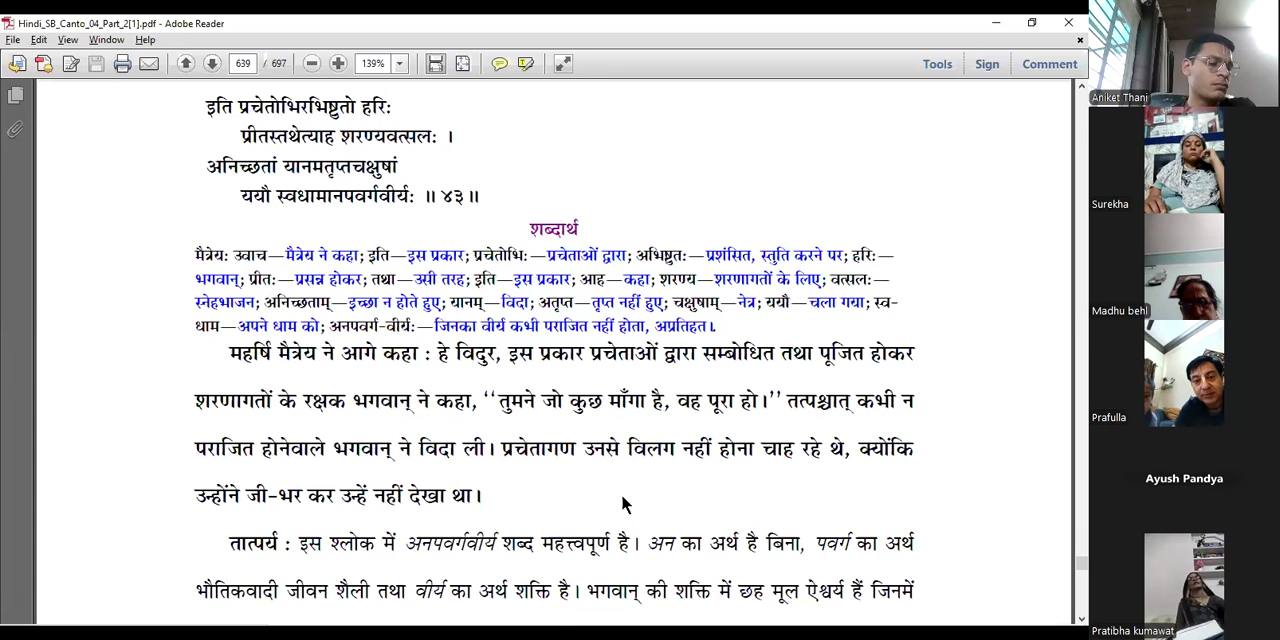 Hindi_SB_Canto_04_Part_2[1].pdf - Adobe Reader
File Edit View Window Help
639 / 697 139% Tools Sign Comment
इति प्रचेतोभिरभिष्टुतो हरिः
प्रीतस्तथेत्याह शरण्यवत्सलः ।
अनिच्छतां यानमतृप्तचक्षुषां
ययौ स्वधामानपवर्गवीर्यः ॥ ४३॥
शब्दार्थ
मैत्रेयः उवाच—मैत्रेय ने कहा; इति—इस प्रकार; प्रचेतोभिः—प्रचेताओं द्वारा; अभिष्टुतः—प्रशंसित, स्तुति करने पर; हरिः—
भगवान्; प्रीतः—प्रसन्न होकर; तथा—उसी तरह; इति—इस प्रकार; आह—कहा; शरण्य—शरणागतों के लिए; वत्सलः—
स्नेहभाजन; अनिच्छताम्—इच्छा न होते हुए; यानम्—विदा; अतृप्त—तृप्त नहीं हुए; चक्षुषाम्—नेत्र; ययौ—चला गया; स्व-
धाम—अपने धाम को; अनपवर्ग-वीर्यः—जिनका वीर्य कभी पराजित नहीं होता, अप्रतिहत।
महर्षि मैत्रेय ने आगे कहा : हे विदुर, इस प्रकार प्रचेताओं द्वारा सम्बोधित तथा पूजित होकर
शरणागतों के रक्षक भगवान् ने कहा, ‘‘तुमने जो कुछ माँगा है, वह पूरा हो।’’ तत्पश्चात् कभी न
पराजित होनेवाले भगवान् ने विदा ली। प्रचेतागण उनसे विलग नहीं होना चाह रहे थे, क्योंकि
उन्होंने जी-भर कर उन्हें नहीं देखा था।
तात्पर्य : इस श्लोक में अनपवर्गवीर्य शब्द महत्त्वपूर्ण है। अन का अर्थ है बिना, पवर्ग का अर्थ
भौतिकवादी जीवन शैली तथा वीर्य का अर्थ शक्ति है। भगवान् की शक्ति में छह मूल ऐश्वर्य हैं जिनमें
Aniket Thani
Surekha
Madhu behl
Prafulla
Ayush Pandya
Pratibha kumawat